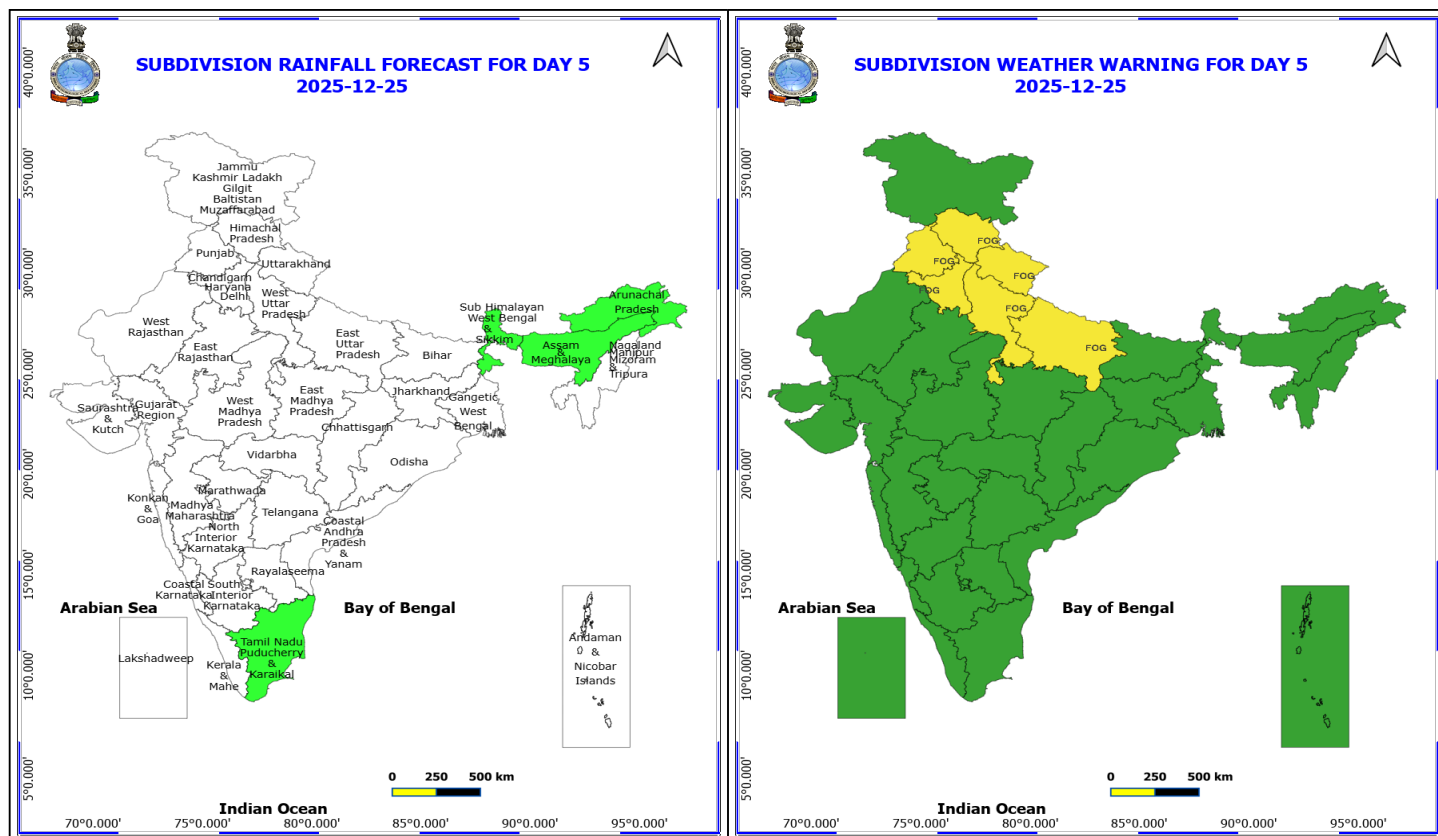 SUBDIVISION RAINFALL FORECAST FOR DAY 5
2025-12-25
40°0.000'
35°0.000'
30°0.000'
25°0.000'
20°0.000'
15°0.000'
10°0.000'
5°0.000'
Jammu
Kashmir Ladakh
Gilgit
Baltistan
Muzaffarabad
Himachal
Pradesh
Punjab
Uttarakhand
Chandigarh
Haryana
Delhi
West
Uttar
Pradesh
West
Rajasthan
East
Rajasthan
East
Uttar
Pradesh
Bihar
Sub Himalayan
West Bengal
&
Sikkim
Arunachal
Pradesh
Assam
&
Meghalaya
Nagaland
Manipur
Mizoram
&
Tripura
Saurashtra
&
Kutch
Gujarat
Region
West
Madhya
Pradesh
East
Madhya
Pradesh
Jharkhand
Gangetic
West
Bengal
Chhattisgarh
Vidarbha
Odisha
Konkan
&
Goa
Madhya
Maharashtra
Marathwada
Telangana
North
Interior
Karnataka
Coastal
Andhra
Pradesh
&
Yanam
Rayalaseema
Coastal
Karnataka
South
Interior
Karnataka
Arabian Sea
Bay of Bengal
Tamil Nadu
Puducherry
&
Karaikal
Lakshadweep
Kerala
&
Mahe
Andaman
&
Nicobar
Islands
0 250 500 km
Indian Ocean
70°0.000' 75°0.000' 80°0.000' 85°0.000' 90°0.000' 95°0.000'
SUBDIVISION WEATHER WARNING FOR DAY 5
2025-12-25
40°0.000'
35°0.000'
30°0.000'
25°0.000'
20°0.000'
15°0.000'
10°0.000'
5°0.000'
FOG
FOG
FOG
FOG
FOG
FOG
Arabian Sea
Bay of Bengal
0 250 500 km
Indian Ocean
70°0.000' 75°0.000' 80°0.000' 85°0.000' 90°0.000' 95°0.000'